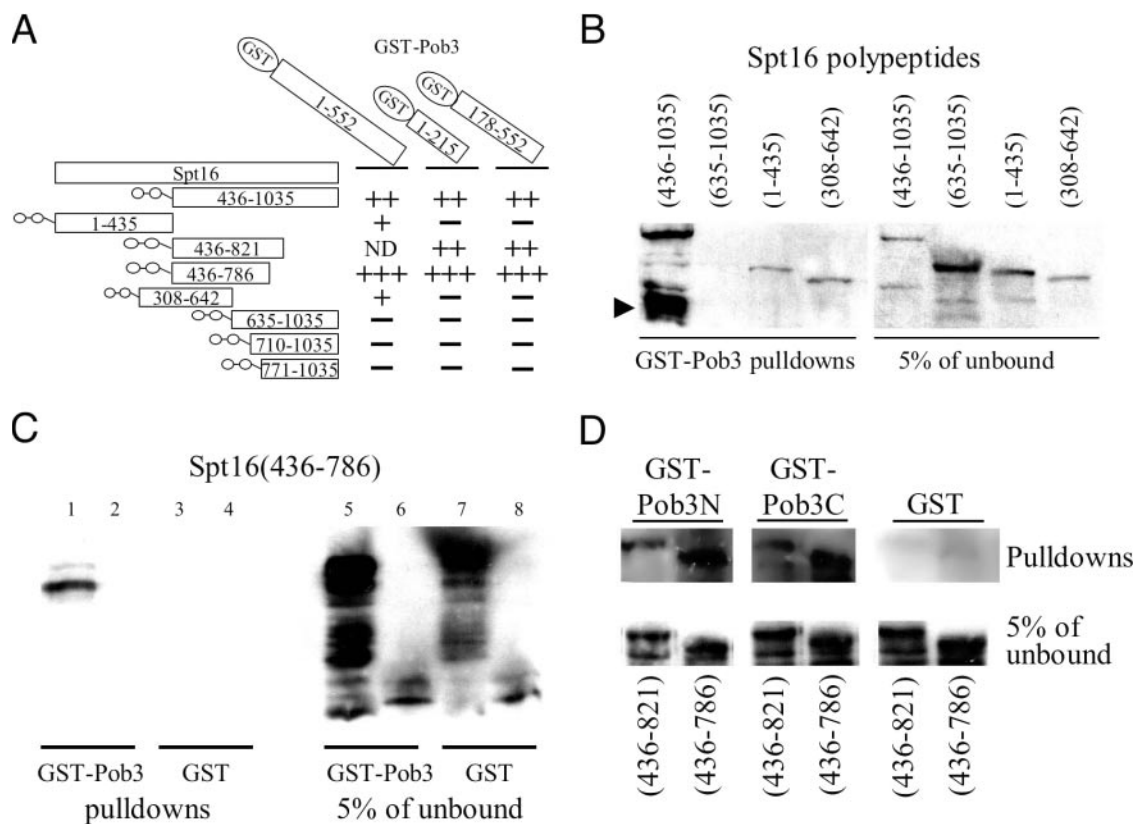 A
GST-Pob3
GST 1-552
GST 1-215
GST 178-552
Spt16
436-1035 ++ ++ ++
1-435 + — —
436-821 ND ++ ++
436-786 +++ +++ +++
308-642 + — —
635-1035 — — —
710-1035 — — —
771-1035 — — —
B
Spt16 polypeptides
(436-1035) (635-1035) (1-435) (308-642) (436-1035) (635-1035) (1-435) (308-642)
GST-Pob3 pulldowns 5% of unbound
C
Spt16(436-786)
1 2 3 4 5 6 7 8
GST-Pob3 GST GST-Pob3 GST
pulldowns 5% of unbound
D
GST- GST-
Pob3N Pob3C GST
Pulldowns
5% of
unbound
(436-821) (436-786) (436-821) (436-786) (436-821) (436-786)